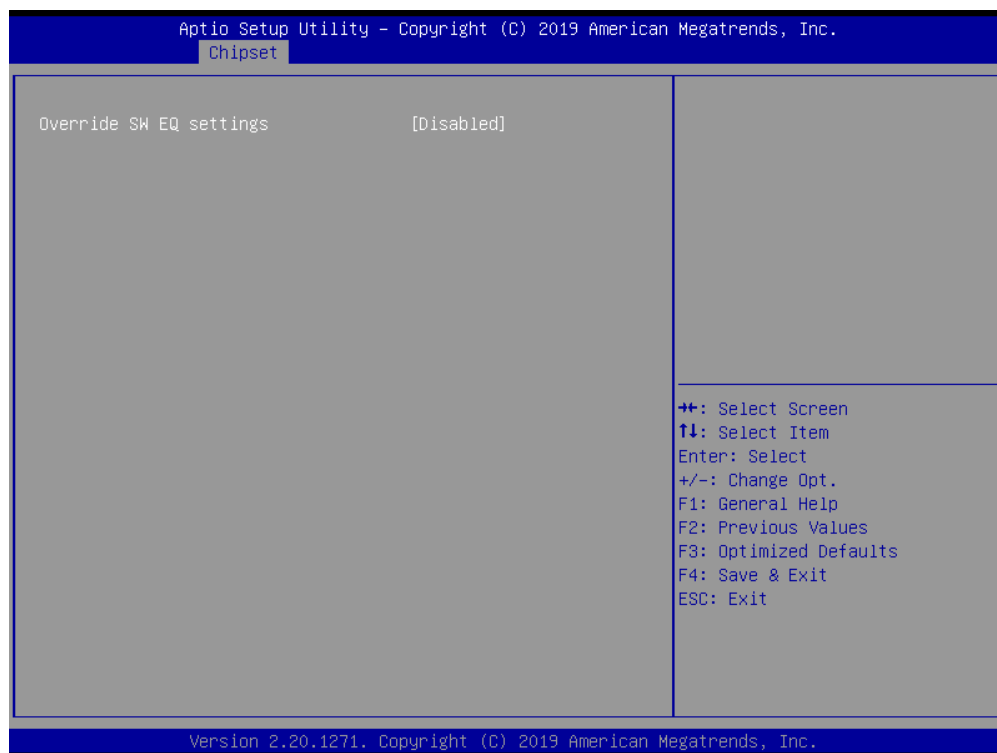 Aptio Setup Utility – Copyright (C) 2019 American Megatrends, Inc.
Chipset
Override SW EQ settings [Disabled]
→←: Select Screen
↑↓: Select Item
Enter: Select
+/-: Change Opt.
F1: General Help
F2: Previous Values
F3: Optimized Defaults
F4: Save & Exit
ESC: Exit
Version 2.20.1271. Copyright (C) 2019 American Megatrends, Inc.